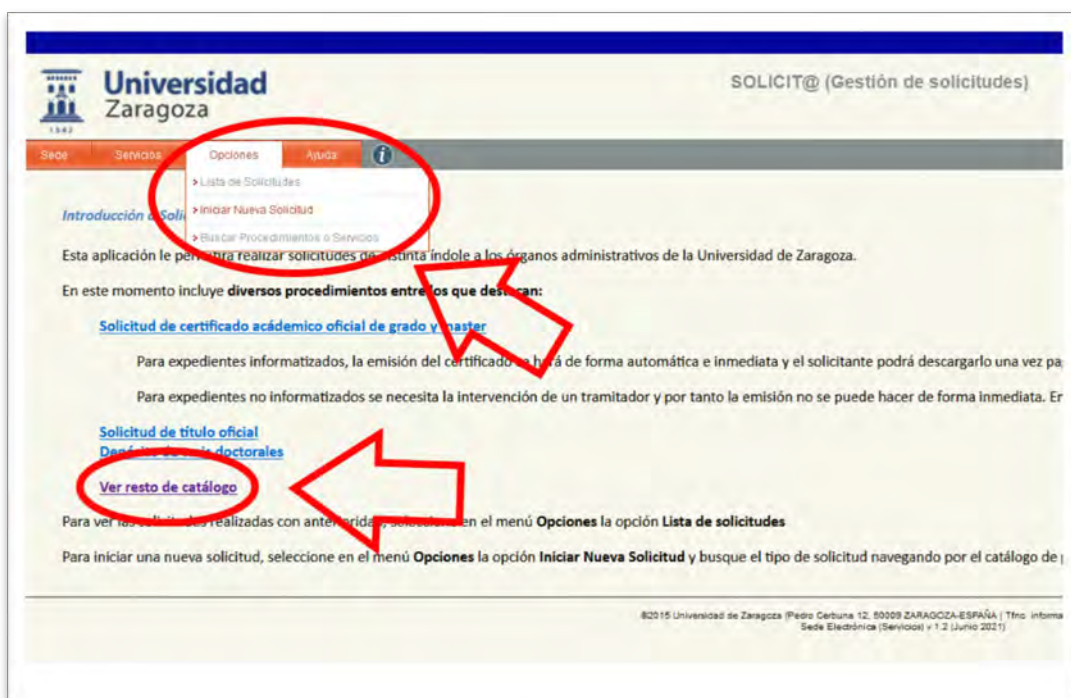 Universidad
Zaragoza
1542
SOLICIT@ (Gestión de solicitudes)
Sede Servicios Opciones Ayuda i
> Lista de Solicitudes
> Iniciar Nueva Solicitud
> Buscar Procedimientos o Servicios
Introducción a Soli
Esta aplicación le permitirá realizar solicitudes de distinta índole a los órganos administrativos de la Universidad de Zaragoza.
En este momento incluye diversos procedimientos entre los que destacan:
Solicitud de certificado acádemico oficial de grado y master
Para expedientes informatizados, la emisión del certificado se hará de forma automática e inmediata y el solicitante podrá descargarlo una vez pa
Para expedientes no informatizados se necesita la intervención de un tramitador y por tanto la emisión no se puede hacer de forma inmediata. Er
Solicitud de título oficial
Depósito de tesis doctorales
Ver resto de catálogo
Para ver las solicitudes realizadas con anterioridad, seleccione en el menú Opciones la opción Lista de solicitudes
Para iniciar una nueva solicitud, seleccione en el menú Opciones la opción Iniciar Nueva Solicitud y busque el tipo de solicitud navegando por el catálogo de
©2015 Universidad de Zaragoza (Pedro Cerbuna 12, 50009 ZARAGOZA-ESPAÑA | Tfno. informa
Sede Electrónica (Servicios) v 1.2 (Junio 2021)